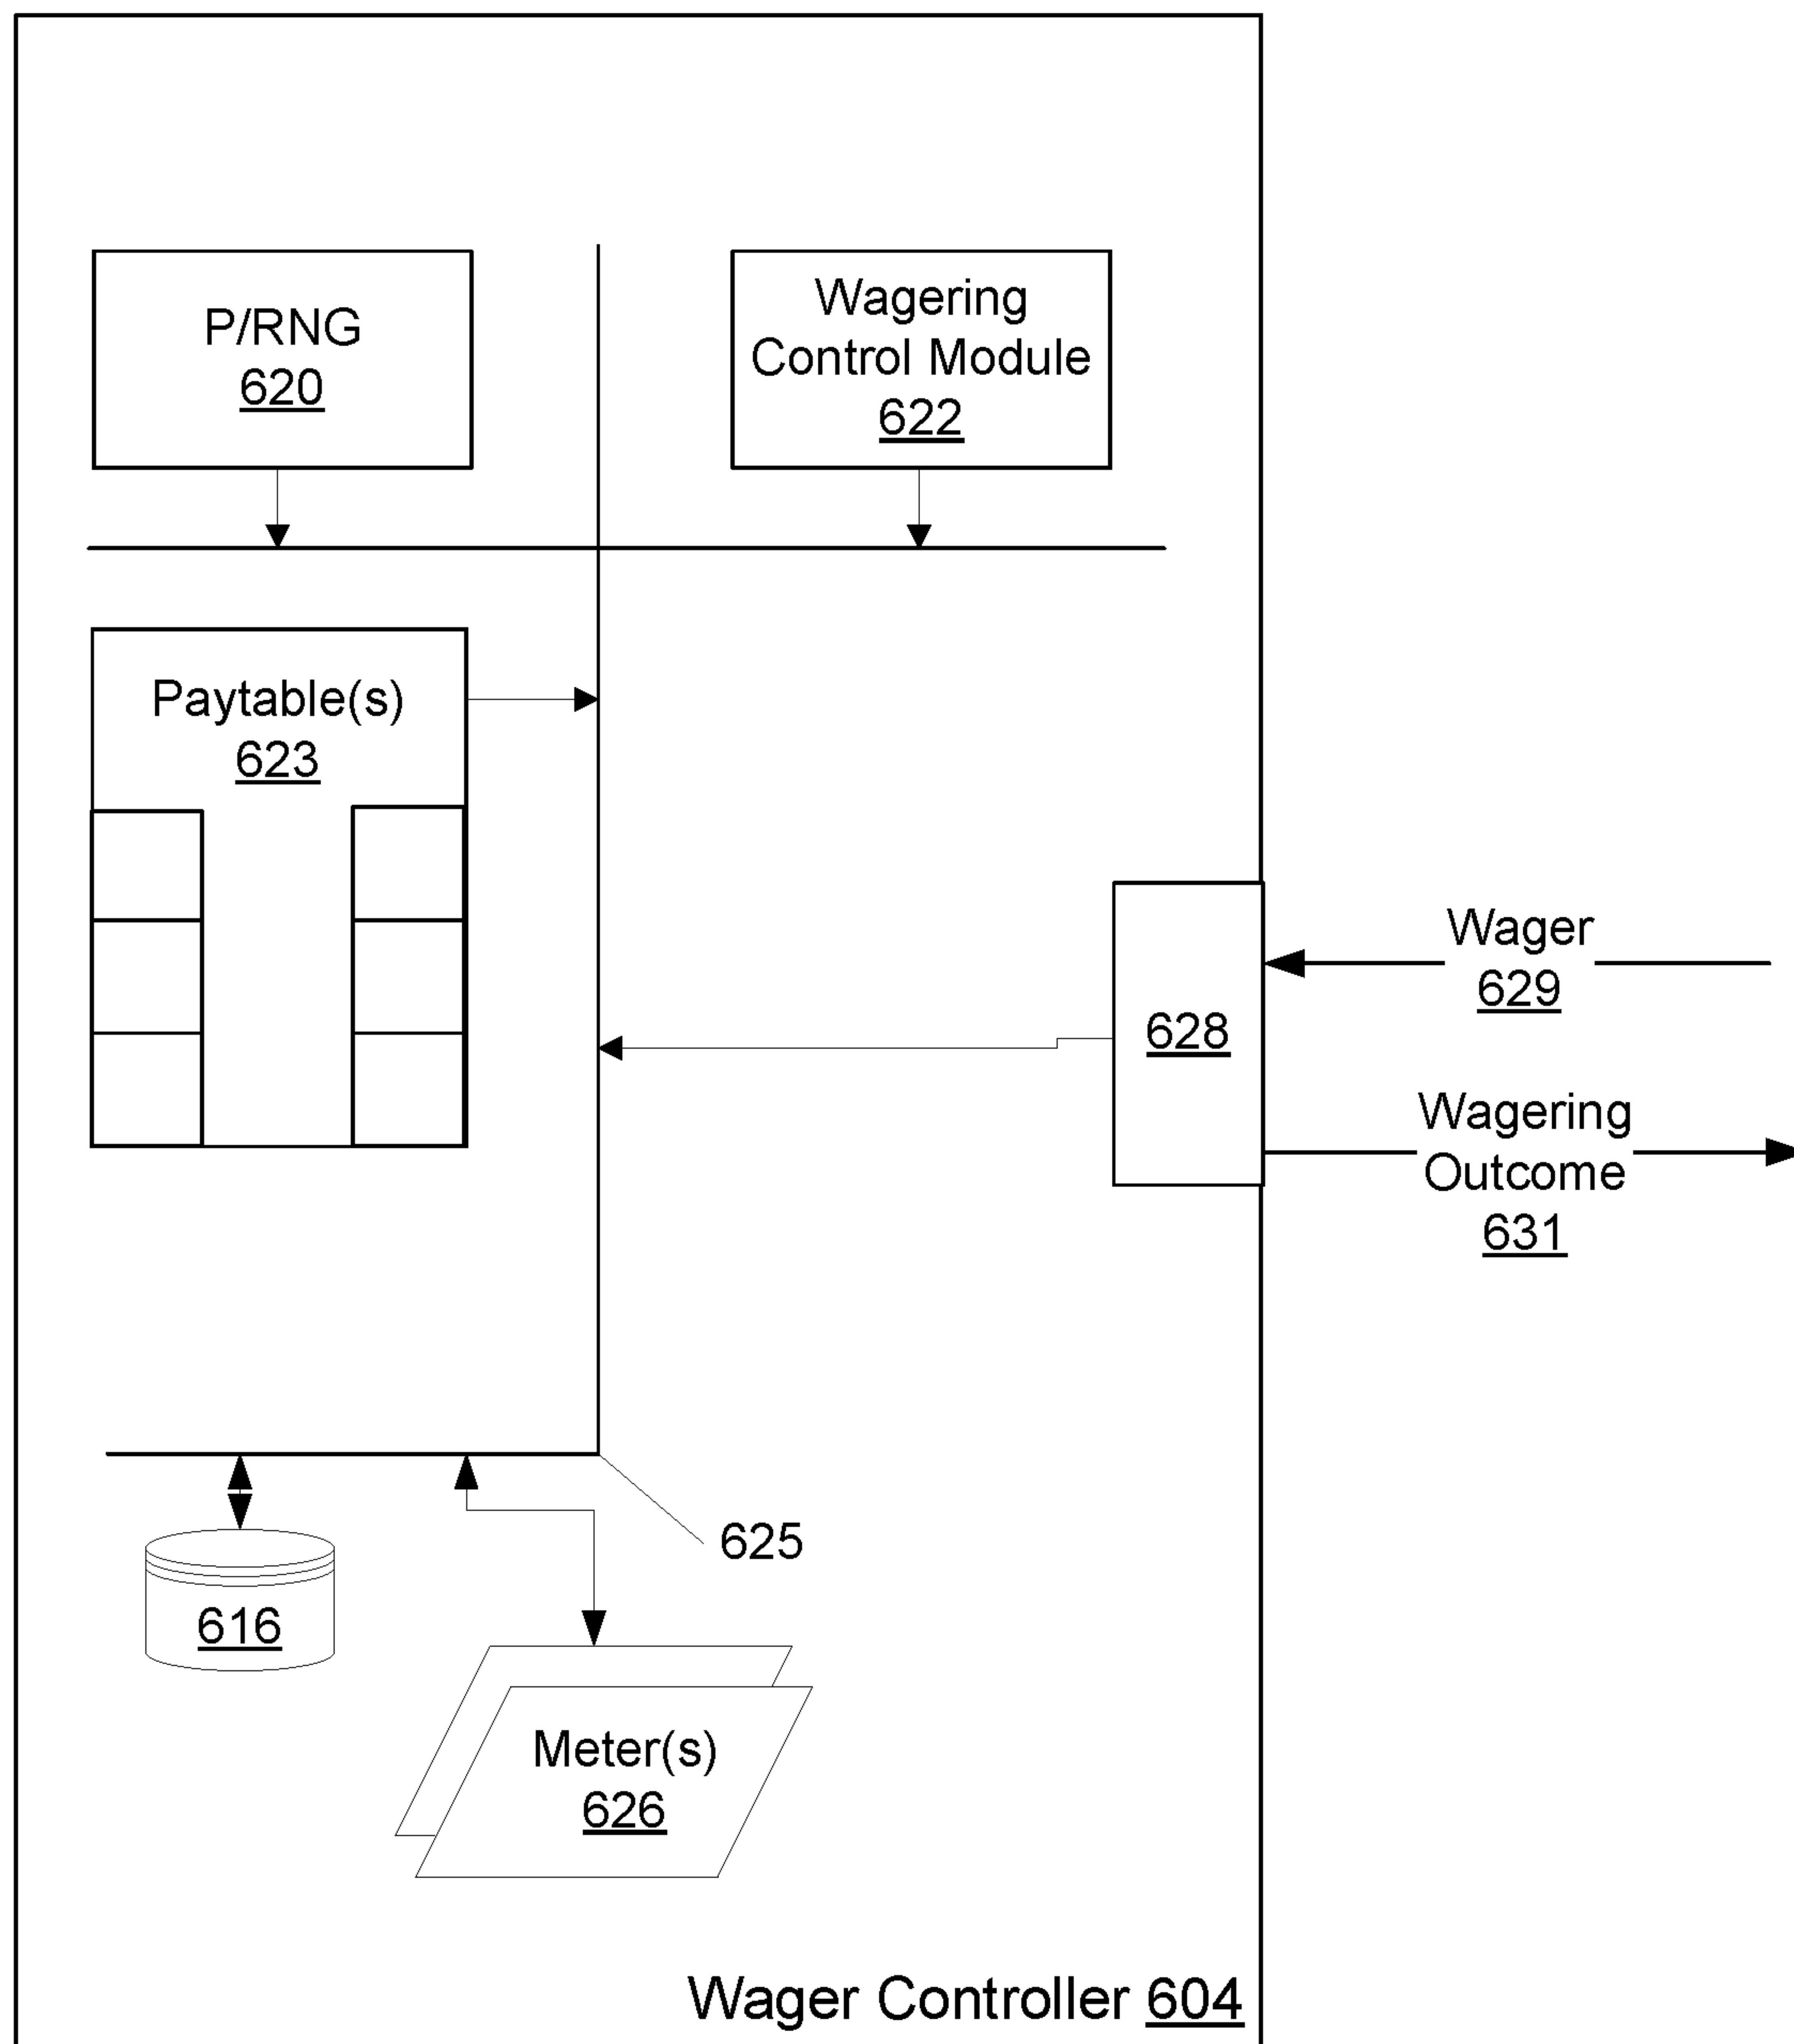 P/RNG
620
Wagering
Control Module
622
Paytable(s)
623
Wager
629
628
Wagering
Outcome
631
625
616
Meter(s)
626
Wager Controller 604